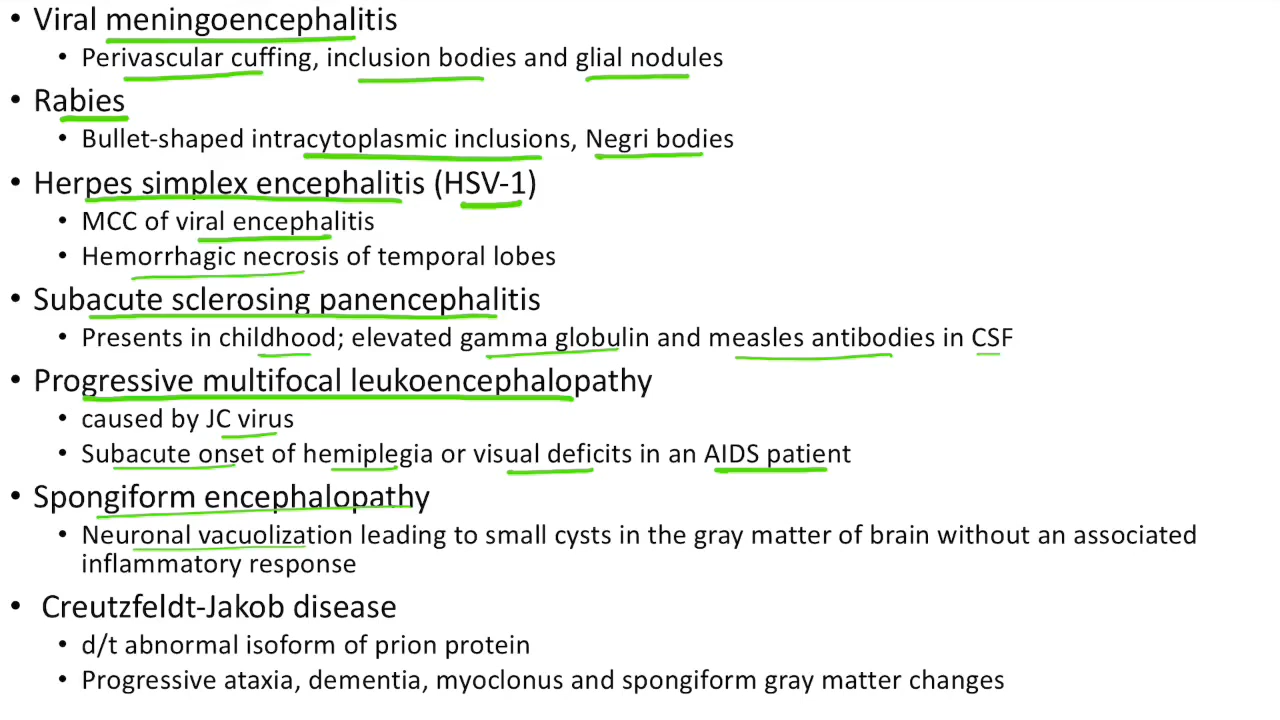 • Viral meningoencephalitis
• Perivascular cuffing, inclusion bodies and glial nodules
• Rabies
• Bullet-shaped intracytoplasmic inclusions, Negri bodies
• Herpes simplex encephalitis (HSV-1)
• MCC of viral encephalitis
• Hemorrhagic necrosis of temporal lobes
• Subacute sclerosing panencephalitis
• Presents in childhood; elevated gamma globulin and measles antibodies in CSF
• Progressive multifocal leukoencephalopathy
• caused by JC virus
• Subacute onset of hemiplegia or visual deficits in an AIDS patient
• Spongiform encephalopathy
• Neuronal vacuolization leading to small cysts in the gray matter of brain without an associated
inflammatory response
• Creutzfeldt-Jakob disease
• d/t abnormal isoform of prion protein
• Progressive ataxia, dementia, myoclonus and spongiform gray matter changes